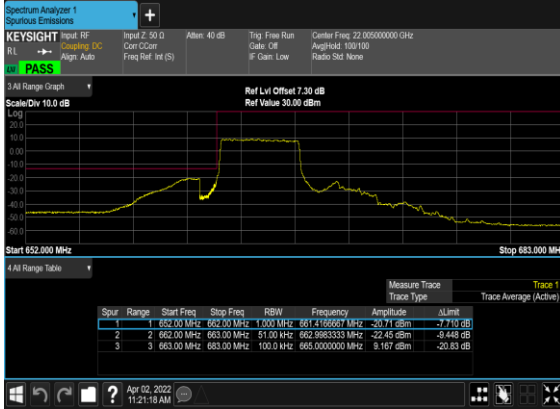 Spectrum Analyzer 1
Spurious Emissions
+
KEYSIGHT Input: RF Input Z: 50 Ω Atten: 40 dB Trig: Free Run Center Freq: 22.005000000 GHz
RL Coupling: DC Corr CCorr Gate: Off Avg|Hold: 100/100
Align: Auto Freq Ref: Int (S) IF Gain: Low Radio Std: None
PASS
3 All Range Graph
Ref Lvl Offset 7.30 dB
Scale/Div 10.0 dB Ref Value 30.00 dBm
Log
20.0
10.0
0.00
-10.0
-20.0
-30.0
-40.0
-50.0
-60.0
Start 652.000 MHz Stop 683.000 MH
4 All Range Table
Measure Trace Trace 1
Trace Type Trace Average (Active)
Spur Range Start Freq Stop Freq RBW Frequency Amplitude ΔLimit
1 1 652.00 MHz 662.00 MHz 1.000 MHz 661.4166667 MHz -20.71 dBm -7.710 dB
2 2 662.00 MHz 663.00 MHz 51.00 kHz 662.9983333 MHz -22.45 dBm -9.448 dB
3 3 663.00 MHz 683.00 MHz 100.0 kHz 665.0000000 MHz 9.167 dBm -20.83 dB
? Apr 02, 2022
11:21:18 AM